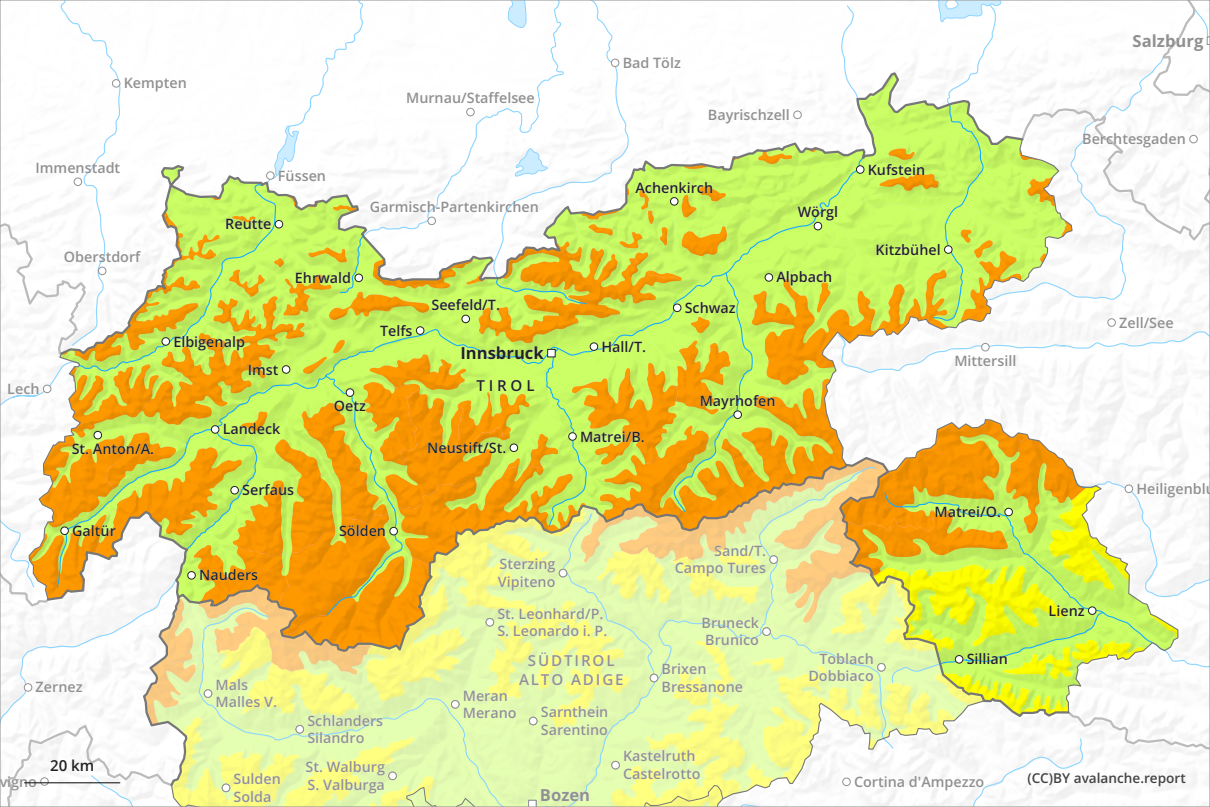 Salzburg
Bad Tölz
Kempten
Murnau/Staffelsee
Bayrischzell
Berchtesgaden
Immenstadt
Füssen
Kufstein
Achenkirch
Garmisch-Partenkirchen
Wörgl
Reutte
Kitzbühel
Oberstdorf
Ehrwald
Alpbach
Seefeld/T.
Schwaz
Telfs
Zell/See
Elbigenalp
Innsbruck
Hall/T.
Mittersill
Imst
TIROL
Lech
Oetz
Mayrhofen
Landeck
Matrei/B.
St. Anton/A.
Neustift/St.
Serfaus
Heiligenblu
Matrei/O.
Galtür
Sölden
Sand/T.
Campo Tures
Sterzing
Vipiteno
Nauders
St. Leonhard/P.
S. Leonardo i. P.
Lienz
Bruneck
Brunico
SÜDTIROL
ALTO ADIGE
Sillian
Toblach
Dobbiaco
Brixen
Bressanone
Zernez
Mals
Malles V.
Meran
Merano
Sarnthein
Sarentino
Schlanders
Silandro
Kastelruth
Castelrotto
20 km
St. Walburg
S. Valburga
vigno
Sulden
Solda
Cortina d'Ampezzo
(CC)BY avalanche.report
Bozen